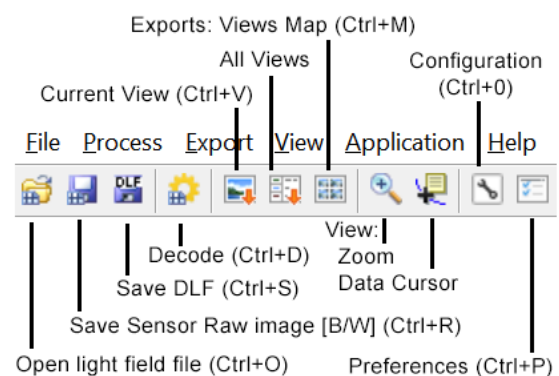 Exports: Views Map (Ctrl+M)
All Views
Configuration
(Ctrl+0)
Current View (Ctrl+V)
File Process Export View Application Help
DLF
View:
Decode (Ctrl+D)
Zoom
Save DLF (Ctrl+S)
Data Cursor
Save Sensor Raw image [B/W] (Ctrl+R)
Open light field file (Ctrl+O)
Preferences (Ctrl+P)